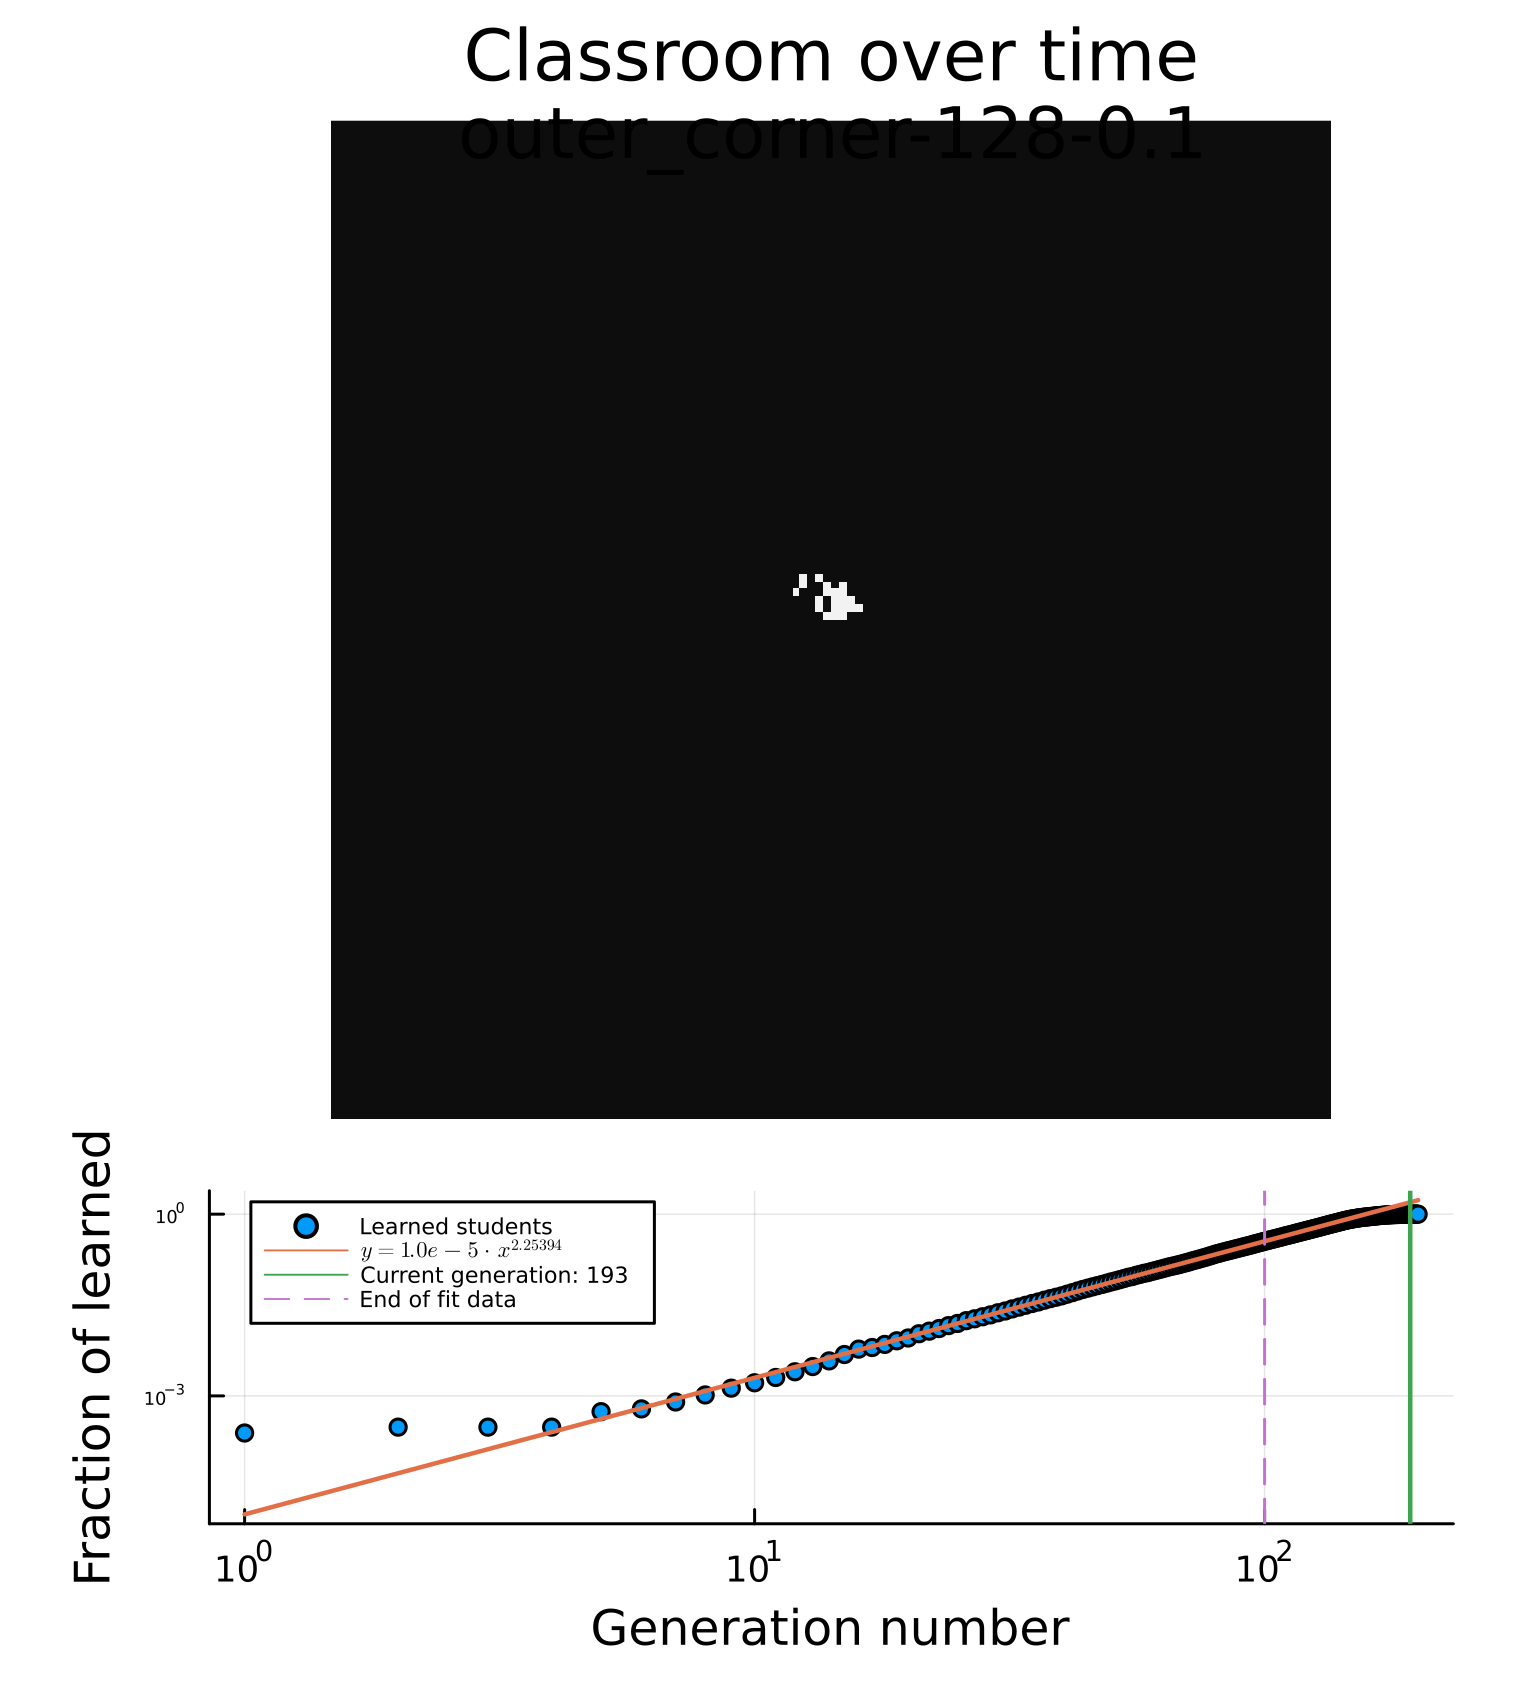 Classroom over time
outer_corner-128-0.1
Fraction of learned
10^0
10^-3
Learned students
y = 1.0e − 5 · x^2.25394
Current generation: 193
End of fit data
10^0 10^1 10^2
Generation number